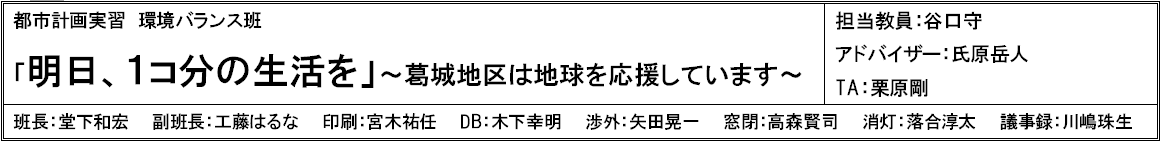 都市計画実習　環境バランス班
「明日、１コ分の生活を」～葛城地区は地球を応援しています～
担当教員：谷口守
アドバイザー：氏原岳人
TA：栗原剛
班長：堂下和宏　副班長：工藤はるな　印刷：宮木祐任　DB：木下幸明　渉外：矢田晃一　窓閉：高森賢司　消灯：落合淳太　議事録：川嶋珠生